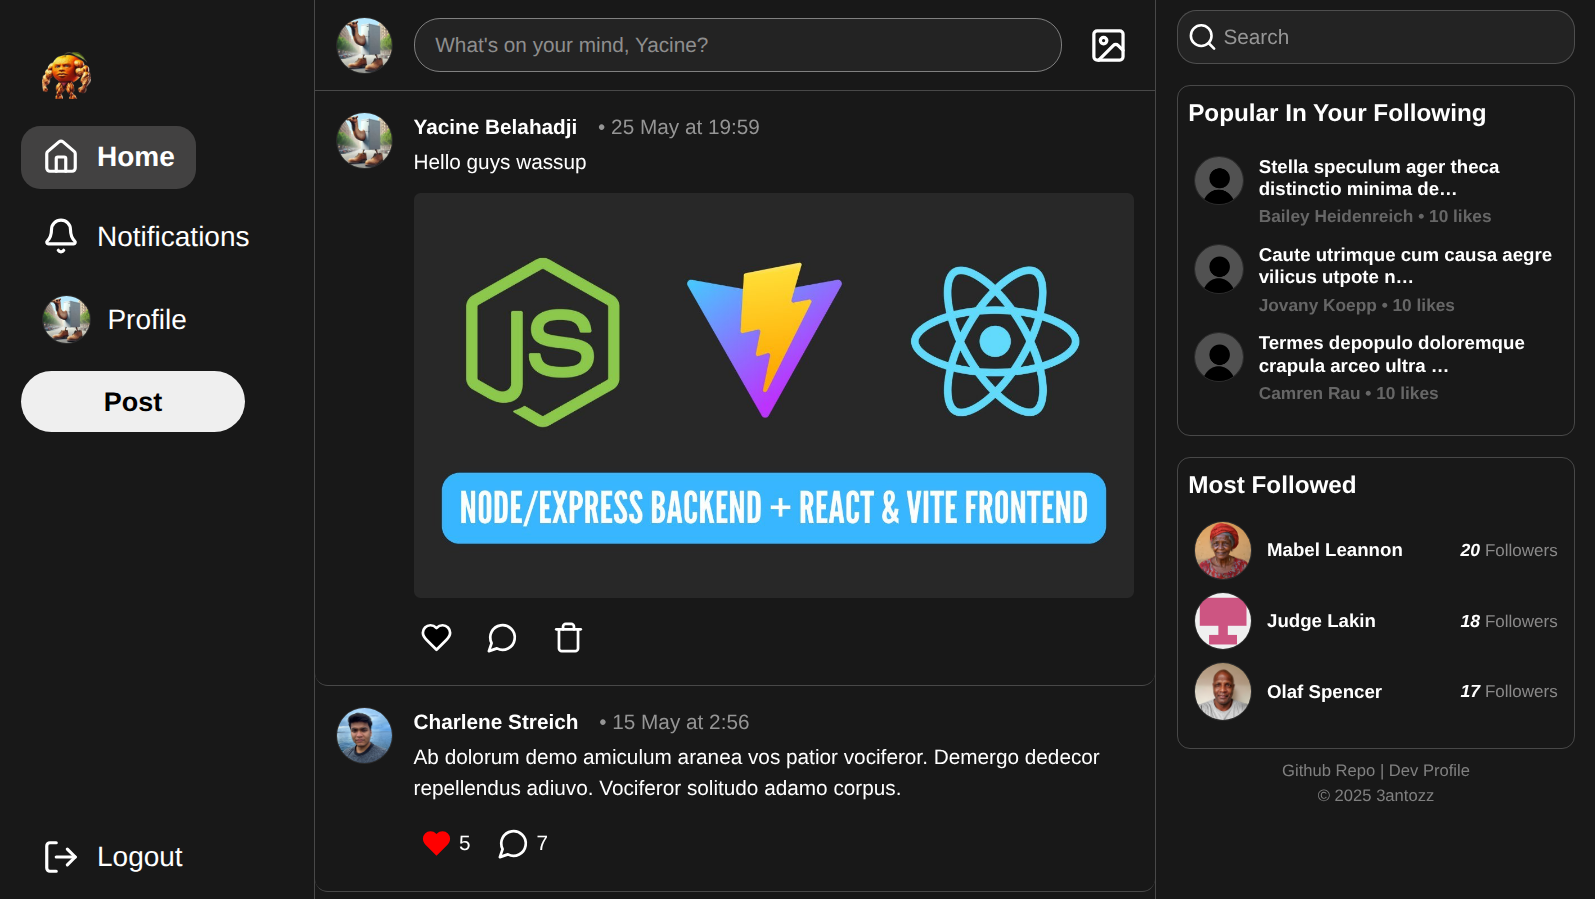 Home
Notifications
Profile
Post
Logout
What's on your mind, Yacine?
Yacine Belahadji • 25 May at 19:59
Hello guys wassup
JS
NODE/EXPRESS BACKEND + REACT & VITE FRONTEND
Charlene Streich • 15 May at 2:56
Ab dolorum demo amiculum aranea vos patior vociferor. Demergo dedecor
repellendus adiuvo. Vociferor solitudo adamo corpus.
5 7
Search
Popular In Your Following
Stella speculum ager theca
distinctio minima de…
Bailey Heidenreich • 10 likes
Caute utrimque cum causa aegre
vilicus utpote n…
Jovany Koepp • 10 likes
Termes depopulo doloremque
crapula arceo ultra …
Camren Rau • 10 likes
Most Followed
Mabel Leannon 20 Followers
Judge Lakin 18 Followers
Olaf Spencer 17 Followers
Github Repo | Dev Profile
© 2025 3antozz